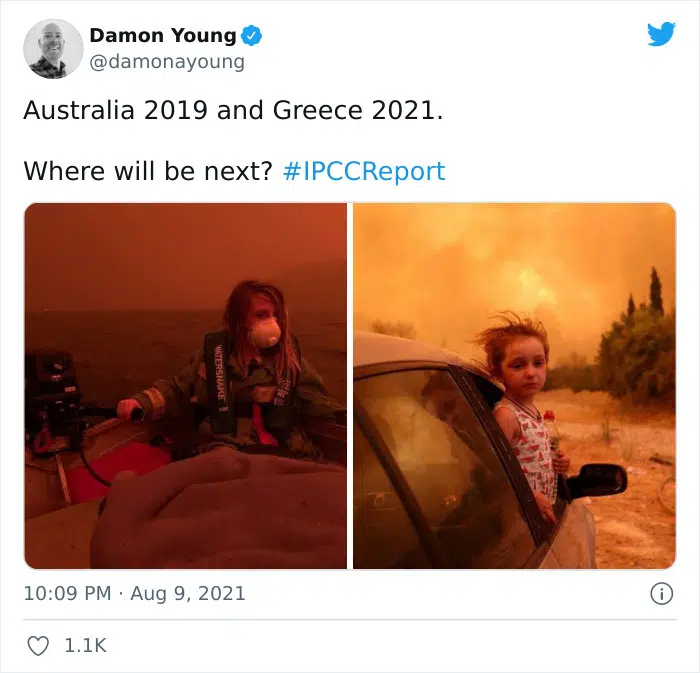 Damon Young
@damonayoung
Australia 2019 and Greece 2021.
Where will be next? #IPCCReport
WATERSNAKE
10:09 PM · Aug 9, 2021
1.1K